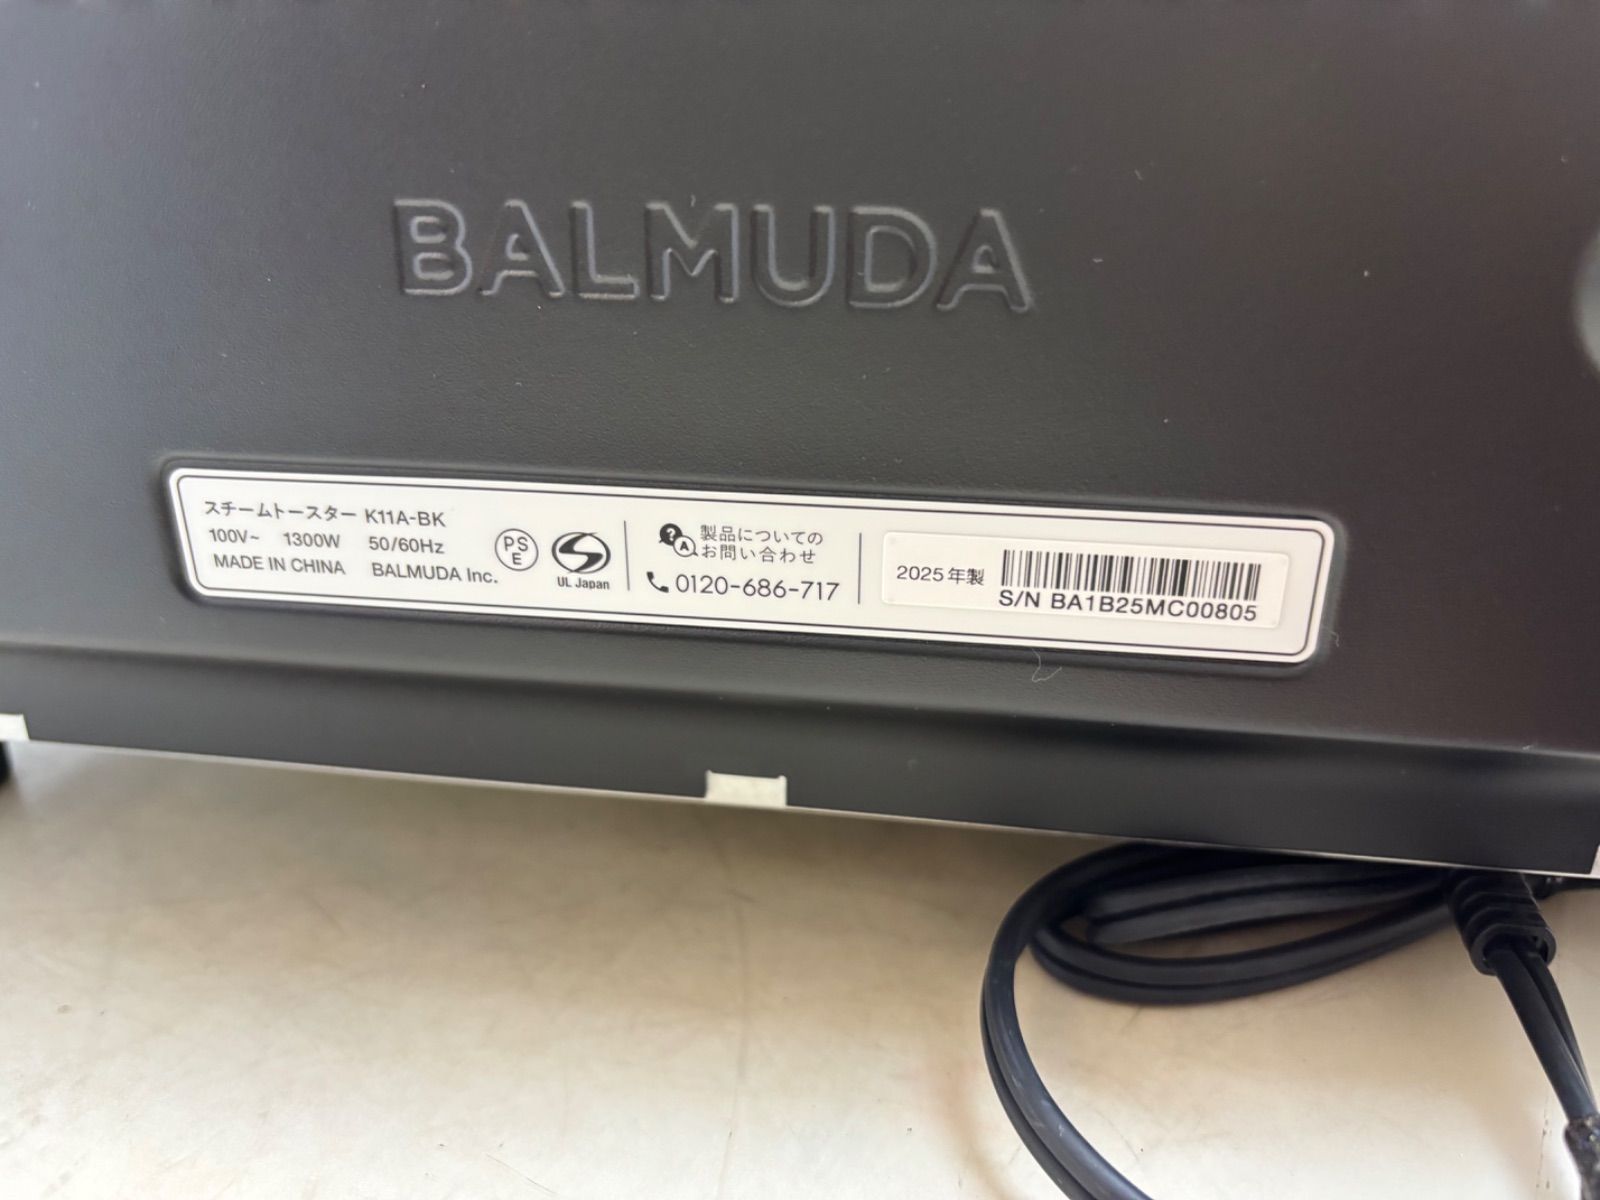 BALMUDA
スチームトースター K11A-BK
100V~ 1300W 50/60Hz
MADE IN CHINA BALMUDA Inc.
PS
E
S
UL Japan
?
A
製品についての
お問い合わせ
0120-686-717
2025年製
S/N BA1B25MC00805